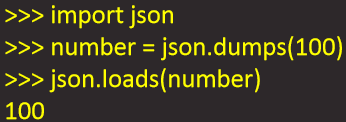 >>> import json
>>> number = json.dumps(100)
>>> json.loads(number)
100